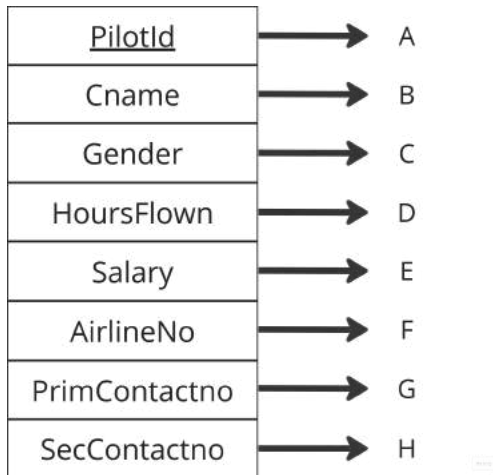 PilotId A
Cname B
Gender C
HoursFlown D
Salary E
AirlineNo F
PrimContactno G
SecContactno H